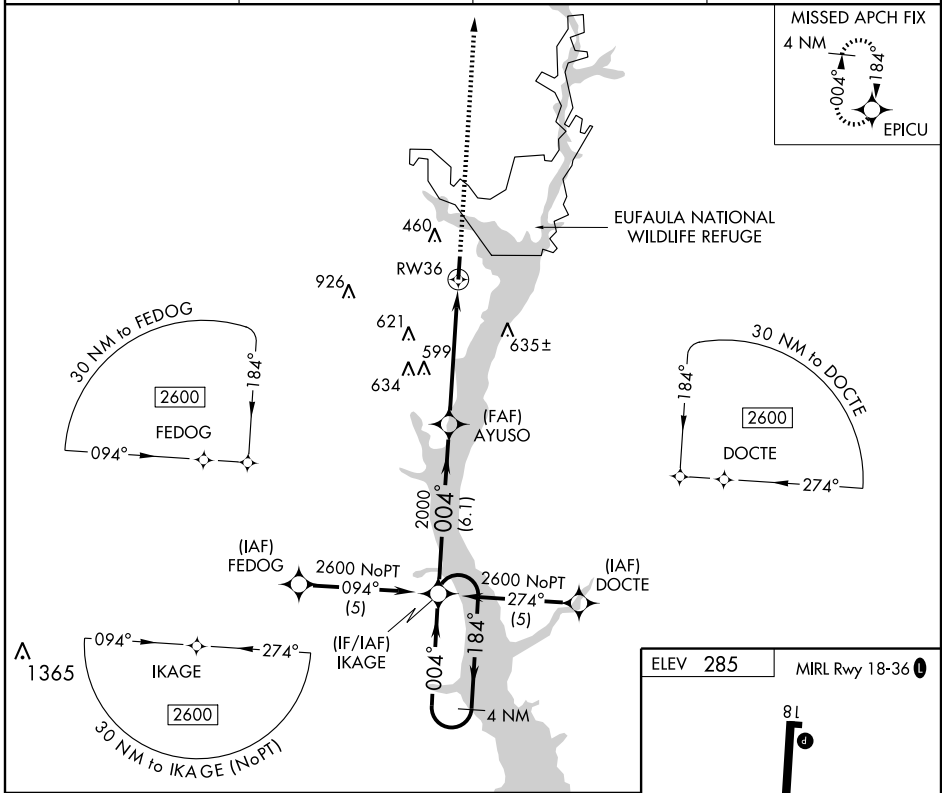 MISSED APCH FIX
4 NM
004°
184°
EPICU
EUFAULA NATIONAL
WILDLIFE REFUGE
460
RW36
926
621
599
634
635±
30 NM to FEDOG
2600
184°
FEDOG
094°
30 NM to DOCTE
184°
2600
DOCTE
274°
(FAF)
AYUSO
2000
004°
(6.1)
(IAF)
FEDOG
2600 NoPT
094°
(5)
2600 NoPT
274°
(5)
(IAF)
DOCTE
(IF/IAF)
IKAGE
004°
184°
4 NM
1365
094°
274°
IKAGE
2600
30 NM to IKAGE (NoPT)
ELEV 285
MIRL Rwy 18-36 L
18
P